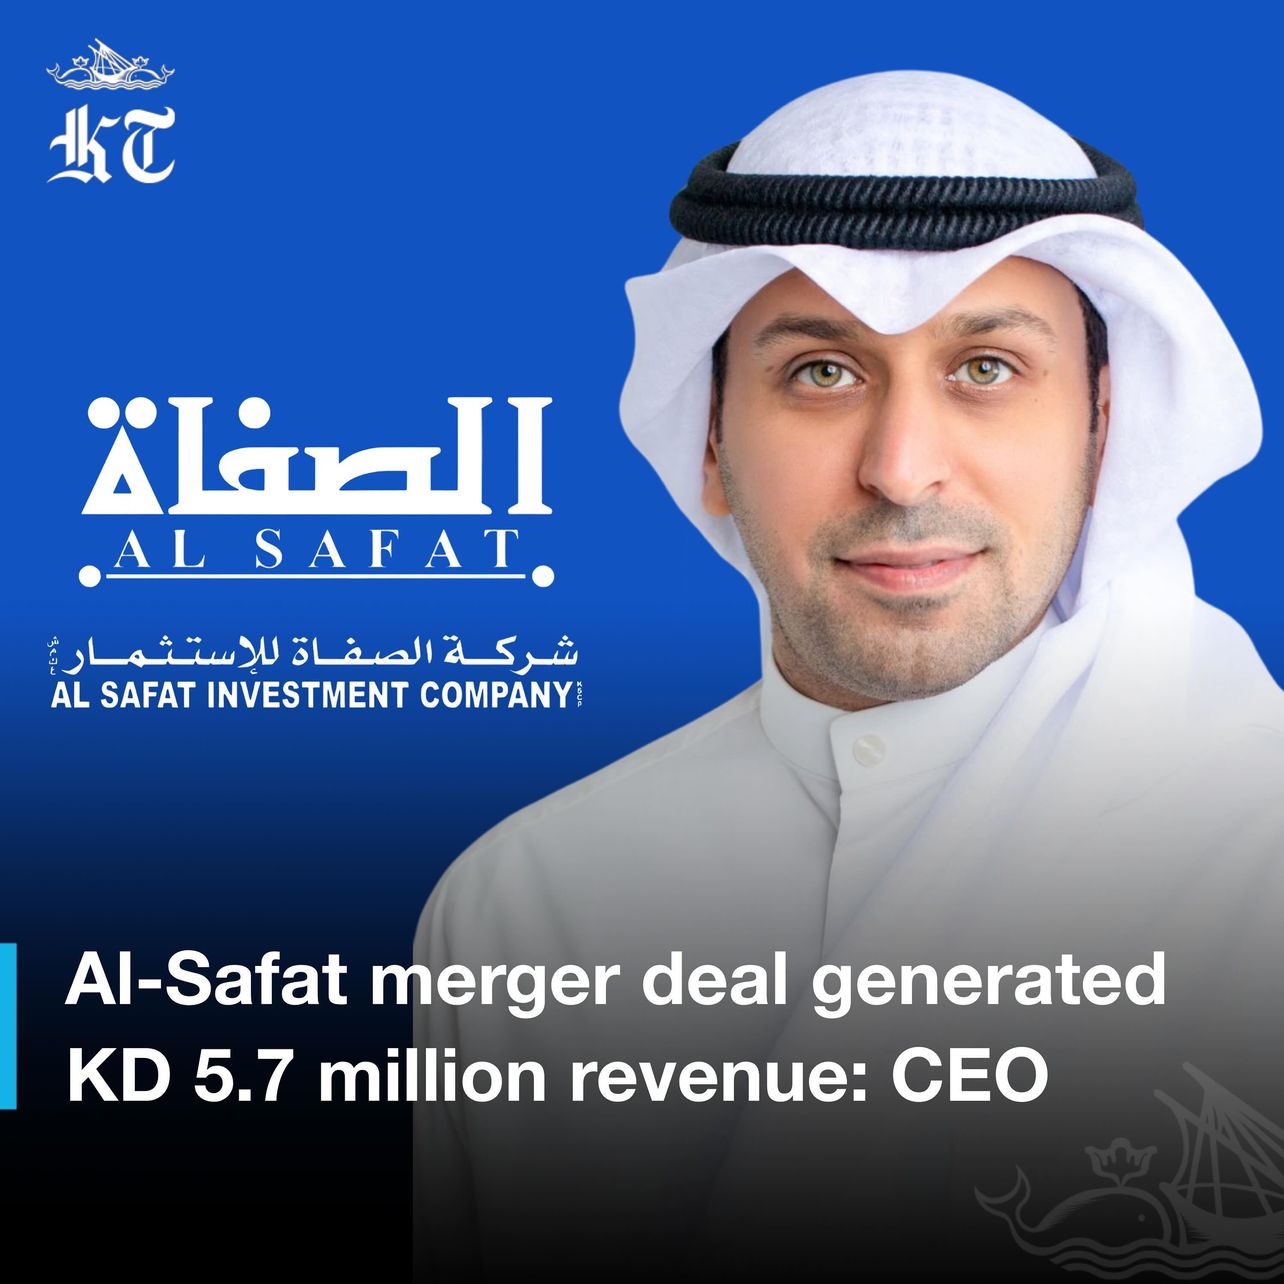 KT
الصفاة
AL SAFAT
شركة الصفاة للإستثمار ش.م.ك.ع
AL SAFAT INVESTMENT COMPANY KSCP
Al-Safat merger deal generated
KD 5.7 million revenue: CEO